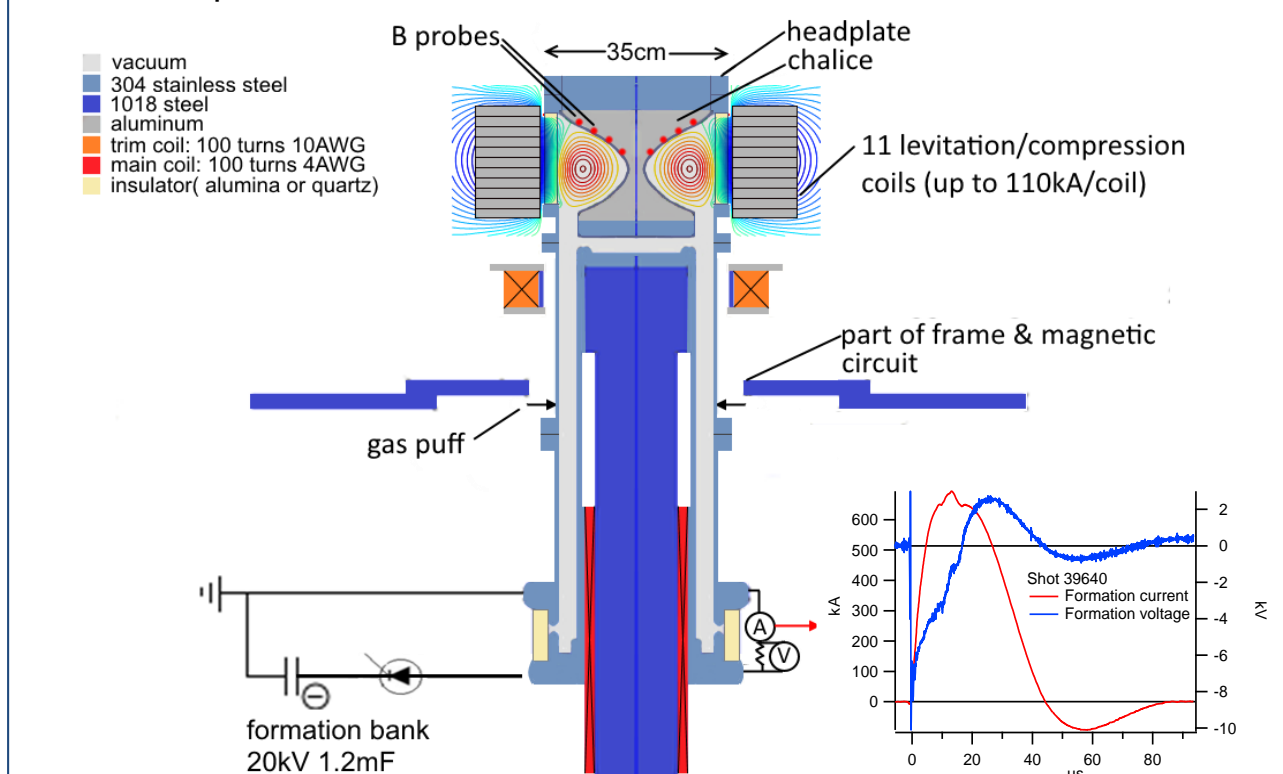 B probes
35cm
headplate
chalice
vacuum
304 stainless steel
1018 steel
aluminum
trim coil: 100 turns 10AWG
main coil: 100 turns 4AWG
insulator( alumina or quartz)
11 levitation/compression
coils (up to 110kA/coil)
part of frame & magnetic
circuit
gas puff
A
V
formation bank
20kV 1.2mF
600
500
400
300
200
100
0
kA
2
0
-2
-4
-6
-8
-10
kV
Shot 39640
Formation current
Formation voltage
0
20
40
60
80